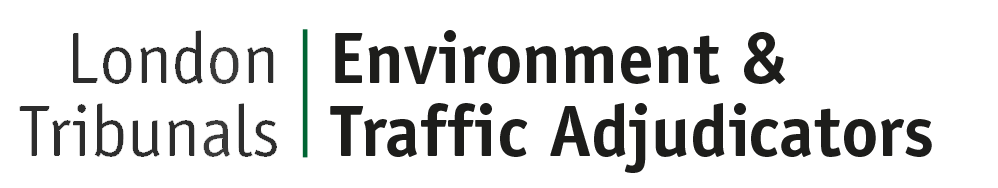 London
Tribunals
Environment &
Traffic Adjudicators